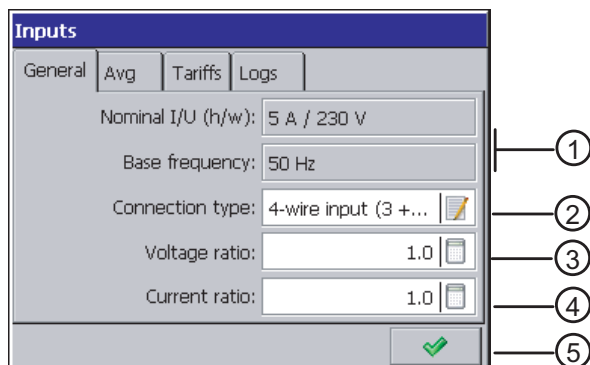 Inputs
General Avg Tariffs Logs
Nominal I/U (h/w): 5 A / 230 V
Base frequency: 50 Hz
Connection type: 4-wire input (3 +...
Voltage ratio: 1.0
Current ratio: 1.0
1
2
3
4
5